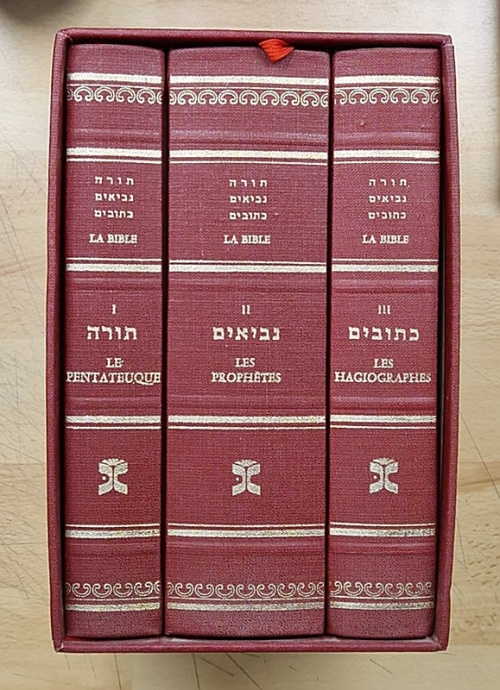 תורה
נביאים
כתובים
LA BIBLE
I
תורה
LE
PENTATEUQUE
תורה
נביאים
כתובים
LA BIBLE
II
נביאים
LES
PROPHÈTES
תורה
נביאים
כתובים
LA BIBLE
III
כתובים
LES
HAGIOGRAPHES